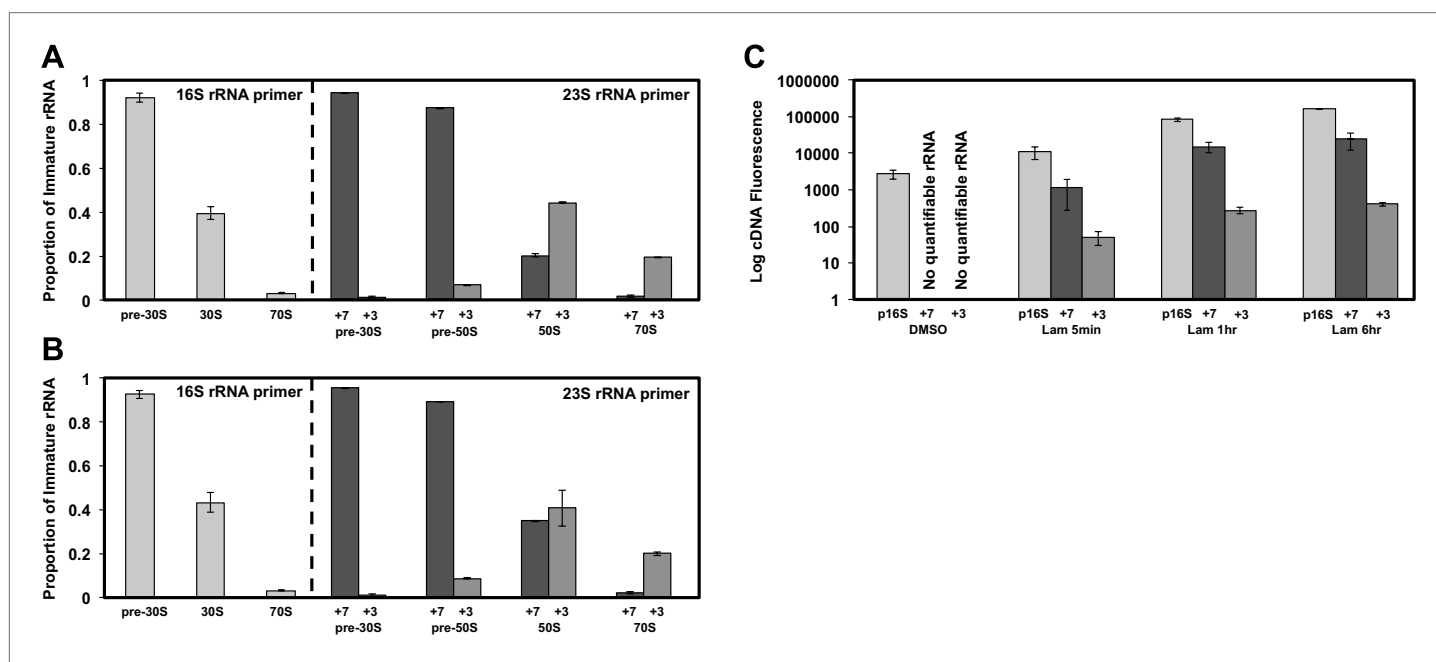 A
Proportion of Immature rRNA
1
0.8
0.6
0.4
0.2
0
16S rRNA primer
23S rRNA primer
pre-30S 30S 70S
+7 +3 +7 +3 +7 +3 +7 +3
pre-30S pre-50S 50S 70S
B
Proportion of Immature rRNA
1
0.8
0.6
0.4
0.2
0
16S rRNA primer
23S rRNA primer
pre-30S 30S 70S
+7 +3 +7 +3 +7 +3 +7 +3
pre-30S pre-50S 50S 70S
C
Log cDNA Fluorescence
1000000
100000
10000
1000
100
10
1
No quantifiable rRNA
No quantifiable rRNA
p16S +7 +3 p16S +7 +3 p16S +7 +3 p16S +7 +3
DMSO Lam 5min Lam 1hr Lam 6hr